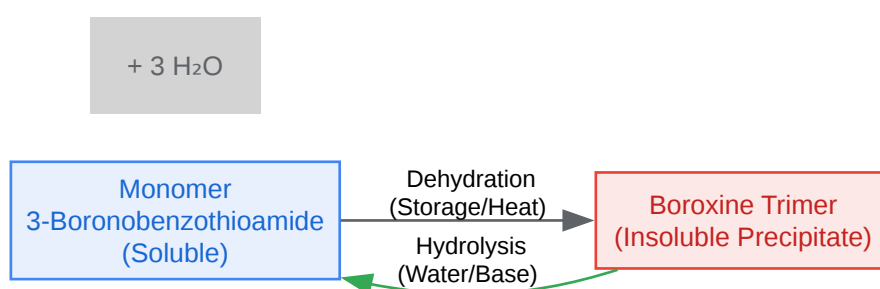 + 3 H₂O
Monomer
3-Boronobenzothioamide
(Soluble)
Dehydration
(Storage/Heat)
Hydrolysis
(Water/Base)
Boroxine Trimer
(Insoluble Precipitate)